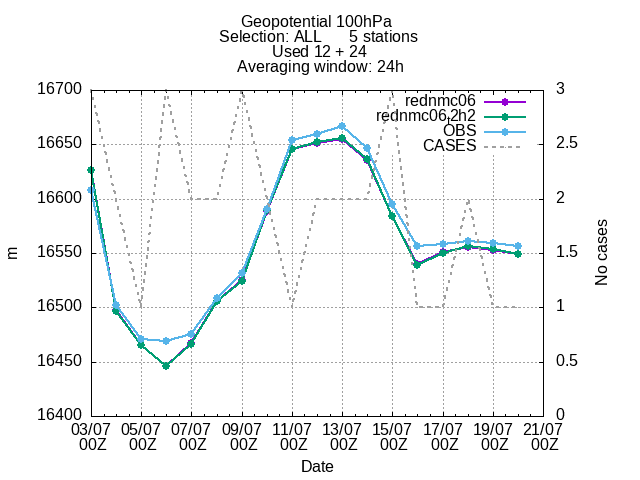 Geopotential 100hPa
Selection: ALL 5 stations
Used 12 + 24
Averaging window: 24h
rednmc06
rednmc06,2h2
OBS
CASES
16700
16650
16600
16550
16500
16450
16400
m
3
2.5
2
1.5
1
0.5
0
No cases
03/07 05/07 07/07 09/07 11/07 13/07 15/07 17/07 19/07 21/07
00Z 00Z 00Z 00Z 00Z 00Z 00Z 00Z 00Z 00Z
Date